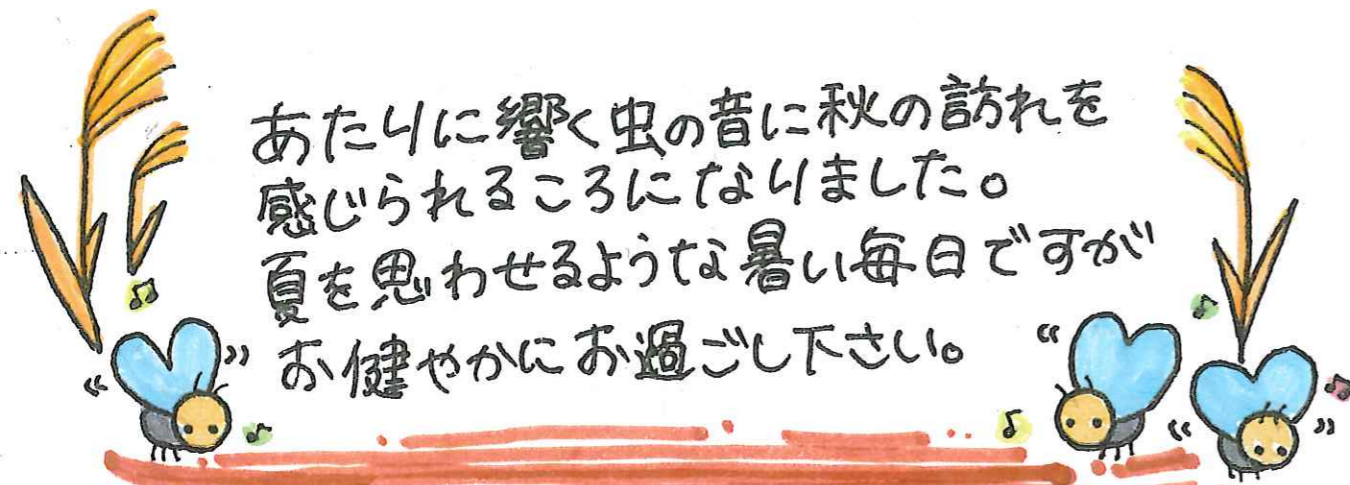 あたりに響く虫の音に秋の訪れを
感じられるころになりました。
夏を思わせるような暑い毎日ですが
お健やかにお過ごし下さい。